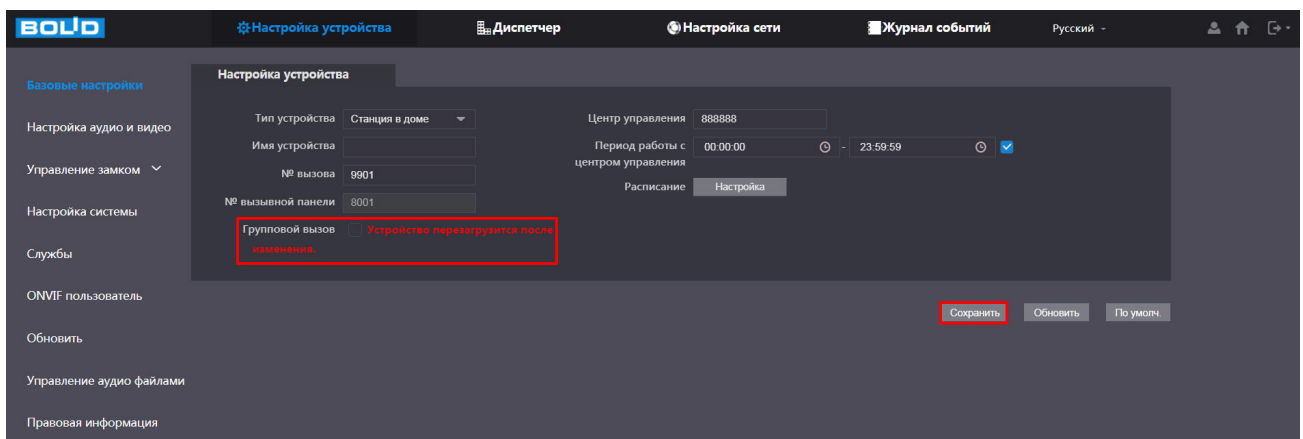 BOLID
Настройка устройства
Диспетчер
Настройка сети
Журнал событий
Русский
Базовые настройки
Настройка аудио и видео
Управление замком
Настройка системы
Службы
ONVIF пользователь
Обновить
Управление аудио файлами
Правовая информация
Настройка устройства
Тип устройства Станция в доме
Имя устройства
№ вызова 9901
№ вызывной панели 8001
Групповой вызов Устройство перезагрузится после
изменения.
Центр управления 888888
Период работы с 00:00:00 - 23:59:59
центром управления
Расписание Настройка
Сохранить Обновить По умолч.